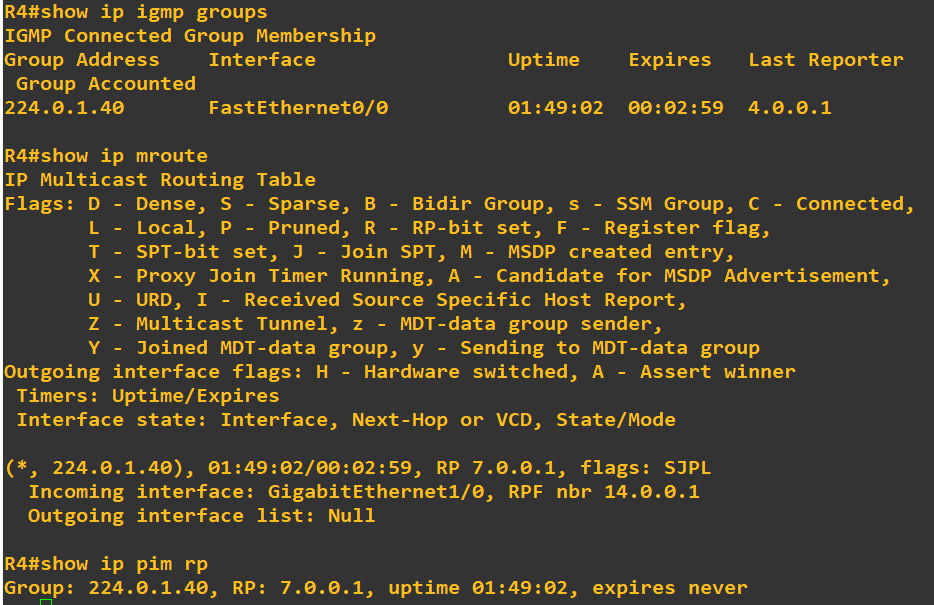 R4#show ip igmp groups
IGMP Connected Group Membership
Group Address    Interface                Uptime    Expires   Last Reporter
 Group Accounted
224.0.1.40       FastEthernet0/0          01:49:02  00:02:59  4.0.0.1
R4#show ip mroute
IP Multicast Routing Table
Flags: D - Dense, S - Sparse, B - Bidir Group, s - SSM Group, C - Connected,
       L - Local, P - Pruned, R - RP-bit set, F - Register flag,
       T - SPT-bit set, J - Join SPT, M - MSDP created entry,
       X - Proxy Join Timer Running, A - Candidate for MSDP Advertisement,
       U - URD, I - Received Source Specific Host Report,
       Z - Multicast Tunnel, z - MDT-data group sender,
       Y - Joined MDT-data group, y - Sending to MDT-data group
Outgoing interface flags: H - Hardware switched, A - Assert winner
 Timers: Uptime/Expires
 Interface state: Interface, Next-Hop or VCD, State/Mode
(*, 224.0.1.40), 01:49:02/00:02:59, RP 7.0.0.1, flags: SJPL
  Incoming interface: GigabitEthernet1/0, RPF nbr 14.0.0.1
  Outgoing interface list: Null
R4#show ip pim rp
Group: 224.0.1.40, RP: 7.0.0.1, uptime 01:49:02, expires never